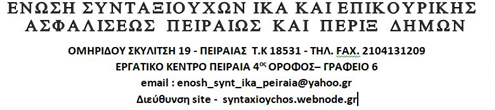 ΕΝΩΣΗ ΣΥΝΤΑΞΙΟΥΧΩΝ ΙΚΑ ΚΑΙ ΕΠΙΚΟΥΡΙΚΗΣ
ΑΣΦΑΛΙΣΕΩΣ ΠΕΙΡΑΙΩΣ ΚΑΙ ΠΕΡΙΞ ΔΗΜΩΝ
ΟΜΗΡΙΔΟΥ ΣΚΥΛΙΤΣΗ 19 - ΠΕΙΡΑΙΑΣ Τ.Κ 18531 - ΤΗΛ. FAX. 2104131209
ΕΡΓΑΤΙΚΟ ΚΕΝΤΡΟ ΠΕΙΡΑΙΑ 4ος ΟΡΟΦΟΣ– ΓΡΑΦΕΙΟ 6
email : enosh_synt_ika_peiraia@yahoo.gr
Διεύθυνση site - syntaxioychos.webnode.gr